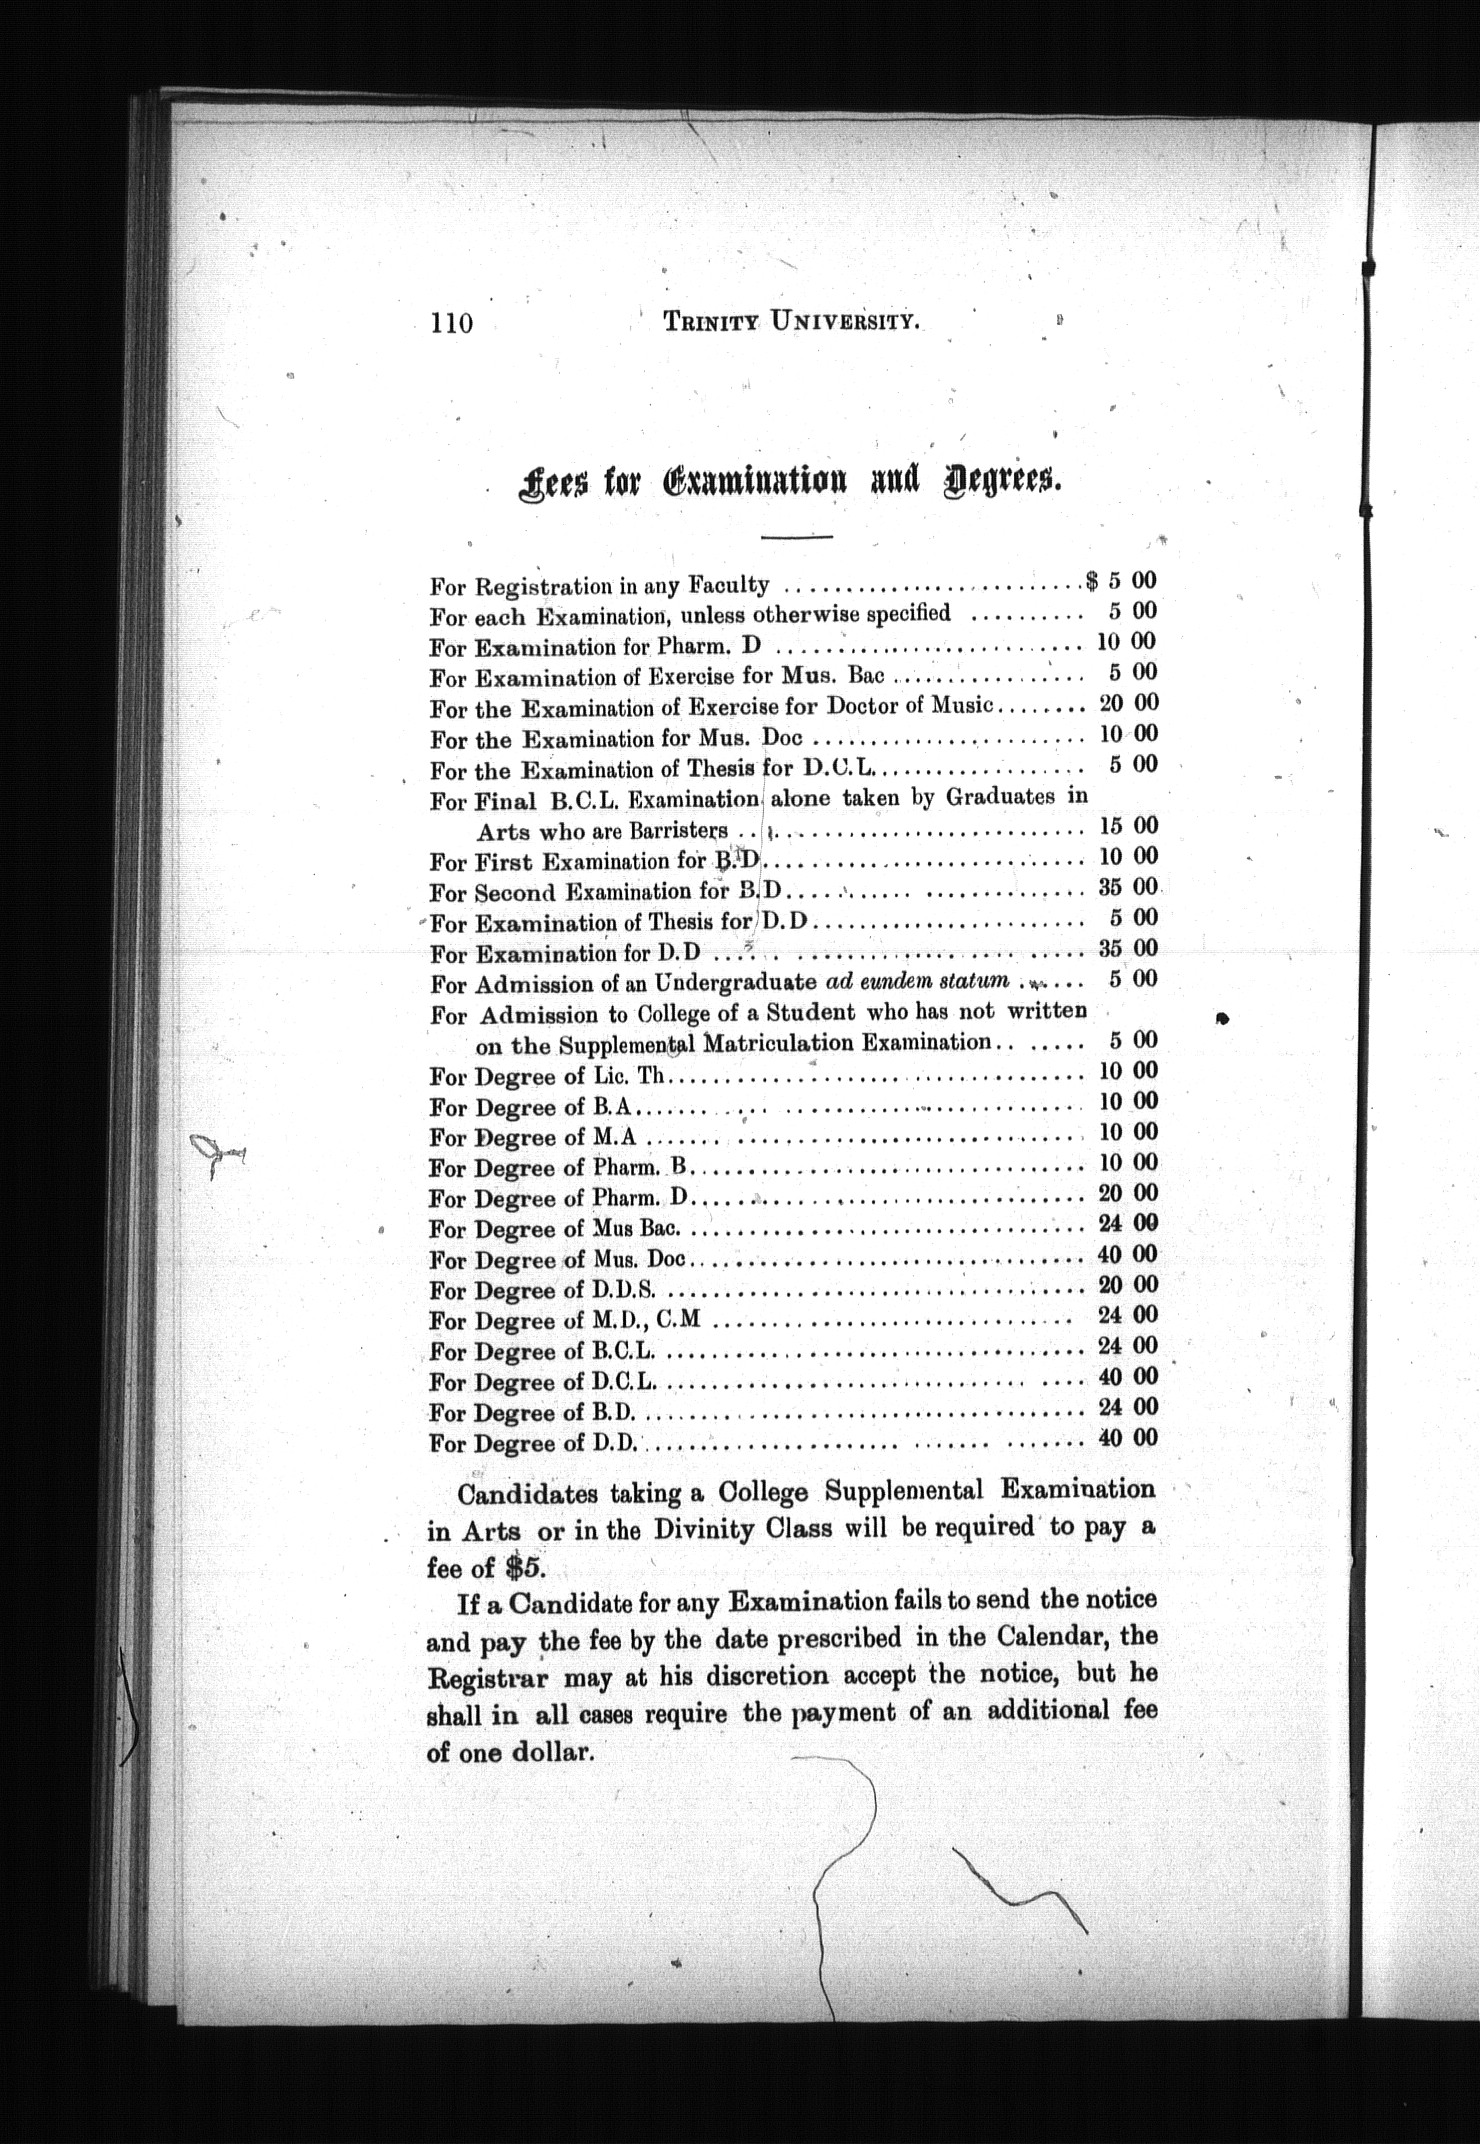 110 TRINITY UNIVERSITY.
Fees for Examination and Degrees.
For Registration in any Faculty ........................$ 5 00
For each Examination, unless otherwise specified .......... 5 00
For Examination for Pharm. D ......................... 10 00
For Examination of Exercise for Mus. Bac ................ 5 00
For the Examination of Exercise for Doctor of Music........ 20 00
For the Examination for Mus. Doc ....................... 10 00
For the Examination of Thesis for D.C.L.................. 5 00
For Final B.C.L. Examination alone taken by Graduates in
Arts who are Barristers ............................. 15 00
For First Examination for B.D........................... 10 00
For Second Examination for B.D........... .............. 35 00
For Examination of Thesis for D.D....................... 5 00
For Examination for D.D ...... ................... ..... 35 00
For Admission of an Undergraduate ad eundem statum ...... 5 00
For Admission to College of a Student who has not written
on the Supplemental Matriculation Examination.. ...... 5 00
For Degree of Lic. Th................................... 10 00
For Degree of B.A.......... ... ......................... 10 00
For Degree of M.A ....... ............................. 10 00
For Degree of Pharm. B................................. 10 00
For Degree of Pharm. D................................. 20 00
For Degree of Mus Bac. ................................. 24 00
For Degree of Mus. Doc................................. 40 00
For Degree of D.D.S. ................................... 20 00
For Degree of M.D., C.M .............................. 24 00
For Degree of B.C.L. ................................... 24 00
For Degree of D.C.L. .............................. .... 40 00
For Degree of B.D. ..................................... 24 00
For Degree of D.D. ...................... ....... ....... 40 00
Candidates taking a College Supplemental Examination
in Arts or in the Divinity Class will be required to pay a
fee of $5.
If a Candidate for any Examination fails to send the notice
and pay the fee by the date prescribed in the Calendar, the
Registrar may at his discretion accept the notice, but he
shall in all cases require the payment of an additional fee
of one dollar.